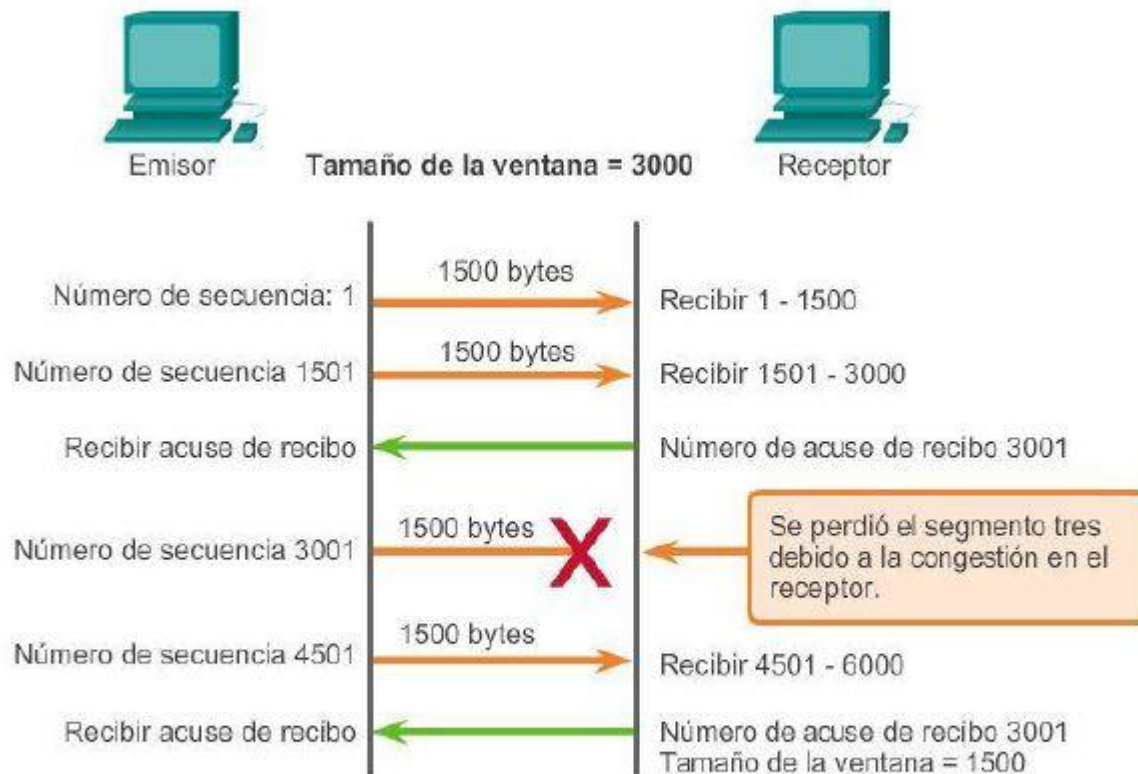 Emisor
Tamaño de la ventana = 3000
Receptor
1500 bytes
Número de secuencia: 1
Recibir 1 - 1500
1500 bytes
Número de secuencia 1501
Recibir 1501 - 3000
Recibir acuse de recibo
Número de acuse de recibo 3001
1500 bytes
Número de secuencia 3001
Se perdió el segmento tres
debido a la congestión en el
receptor.
1500 bytes
Número de secuencia 4501
Recibir 4501 - 6000
Recibir acuse de recibo
Número de acuse de recibo 3001
Tamaño de la ventana = 1500